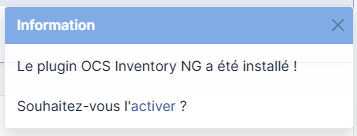 Information
Le plugin OCS Inventory NG a été installé !
Souhaitez-vous l'activer ?